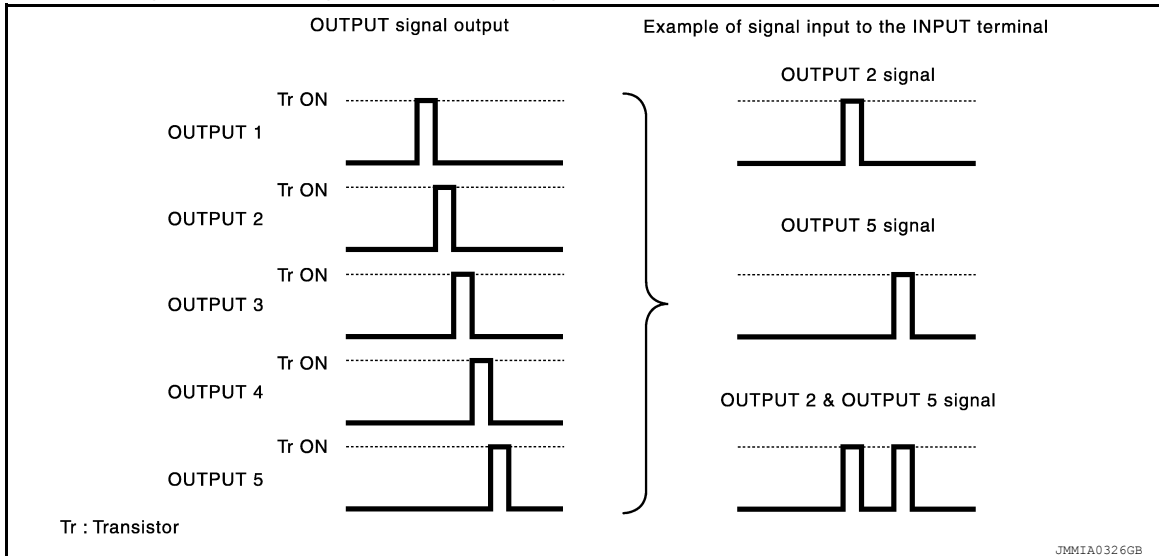 OUTPUT signal output
Example of signal input to the INPUT terminal
Tr ON
OUTPUT 1
Tr ON
OUTPUT 2
Tr ON
OUTPUT 3
Tr ON
OUTPUT 4
Tr ON
OUTPUT 5
OUTPUT 2 signal
OUTPUT 5 signal
OUTPUT 2 & OUTPUT 5 signal
Tr : Transistor
JMMIA0326GB